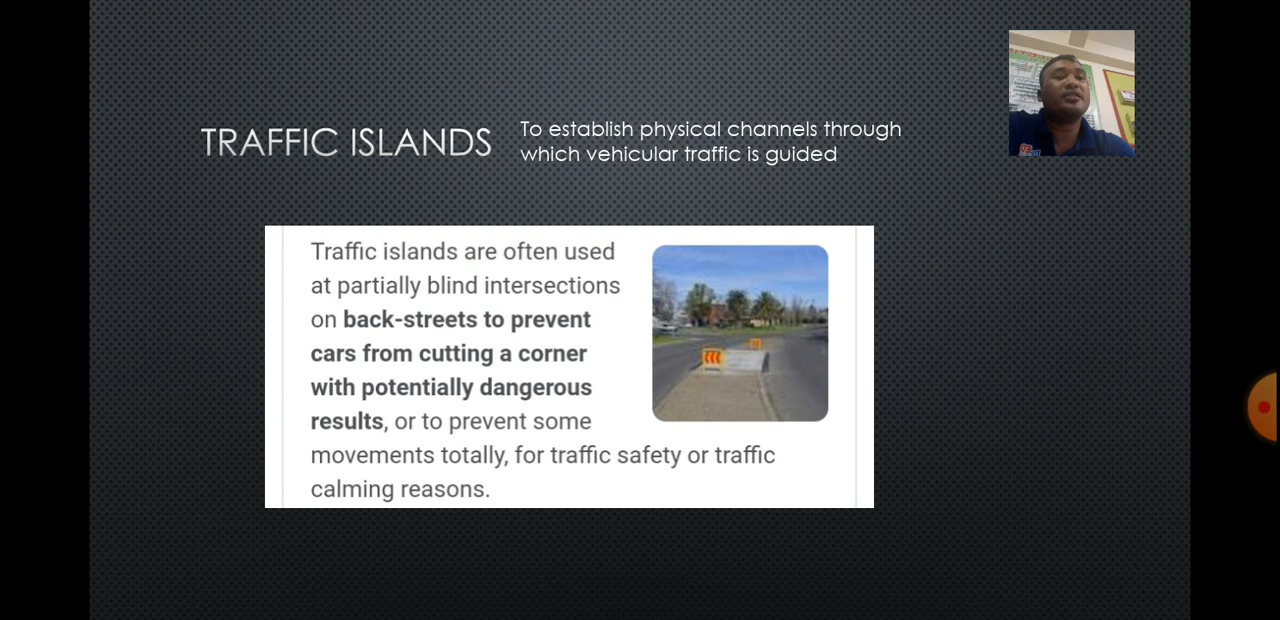 TRAFFIC ISLANDS
To establish physical channels through
which vehicular traffic is guided
Traffic islands are often used
at partially blind intersections
on back-streets to prevent
cars from cutting a corner
with potentially dangerous
results, or to prevent some
movements totally, for traffic safety or traffic
calming reasons.